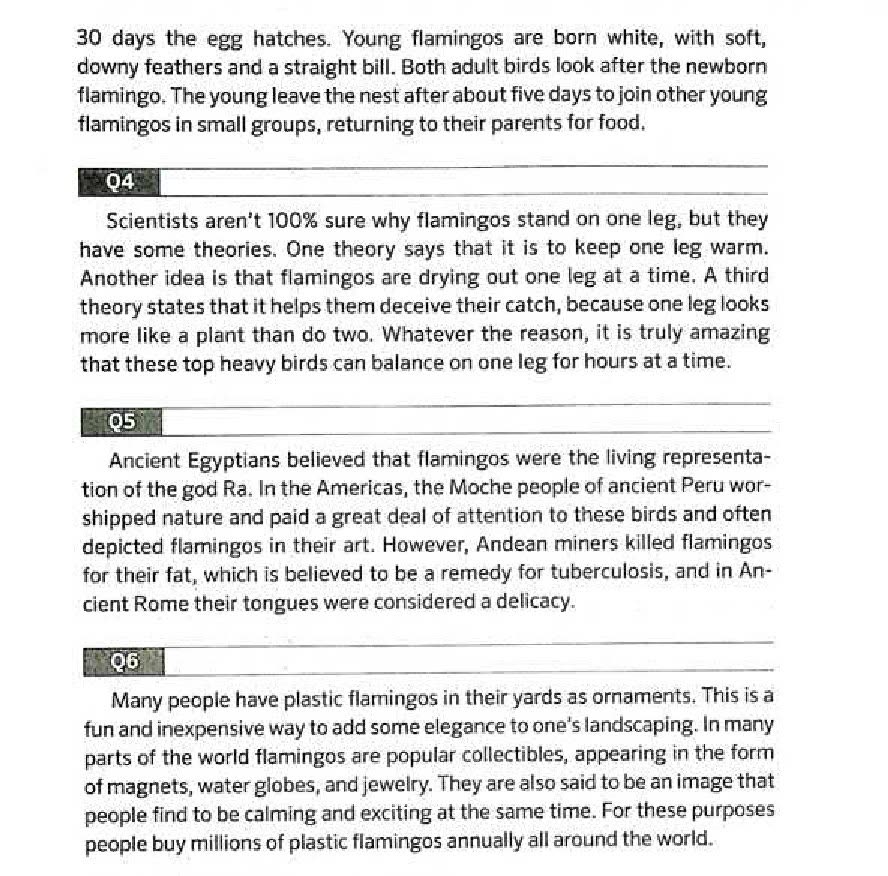 30 days the egg hatches. Young flamingos are born white, with soft,
downy feathers and a straight bill. Both adult birds look after the newborn
flamingo. The young leave the nest after about five days to join other young
flamingos in small groups, returning to their parents for food.
Q4
Scientists aren't 100% sure why flamingos stand on one leg, but they
have some theories. One theory says that it is to keep one leg warm.
Another idea is that flamingos are drying out one leg at a time. A third
theory states that it helps them deceive their catch, because one leg looks
more like a plant than do two. Whatever the reason, it is truly amazing
that these top heavy birds can balance on one leg for hours at a time.
Q5
Ancient Egyptians believed that flamingos were the living representa-
tion of the god Ra. In the Americas, the Moche people of ancient Peru wor-
shipped nature and paid a great deal of attention to these birds and often
depicted flamingos in their art. However, Andean miners killed flamingos
for their fat, which is believed to be a remedy for tuberculosis, and in An-
cient Rome their tongues were considered a delicacy.
Q6
Many people have plastic flamingos in their yards as ornaments. This is a
fun and inexpensive way to add some elegance to one's landscaping. In many
parts of the world flamingos are popular collectibles, appearing in the form
of magnets, water globes, and jewelry. They are also said to be an image that
people find to be calming and exciting at the same time. For these purposes
people buy millions of plastic flamingos annually all around the world.